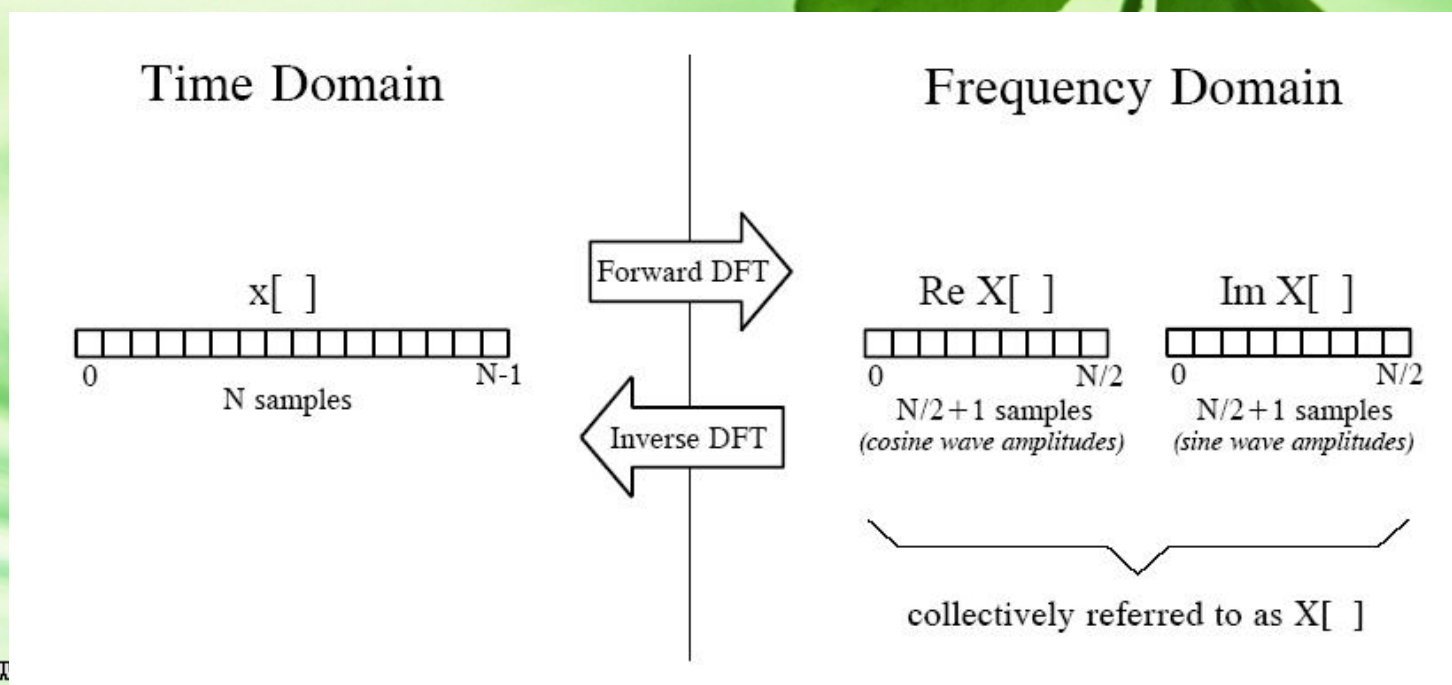 Time Domain
Frequency Domain
Forward DFT
x[ ]
0
N-1
N samples
Inverse DFT
Re X[ ]
0
N/2
N/2+1 samples
(cosine wave amplitudes)
Im X[ ]
0
N/2
N/2+1 samples
(sine wave amplitudes)
collectively referred to as X[ ]